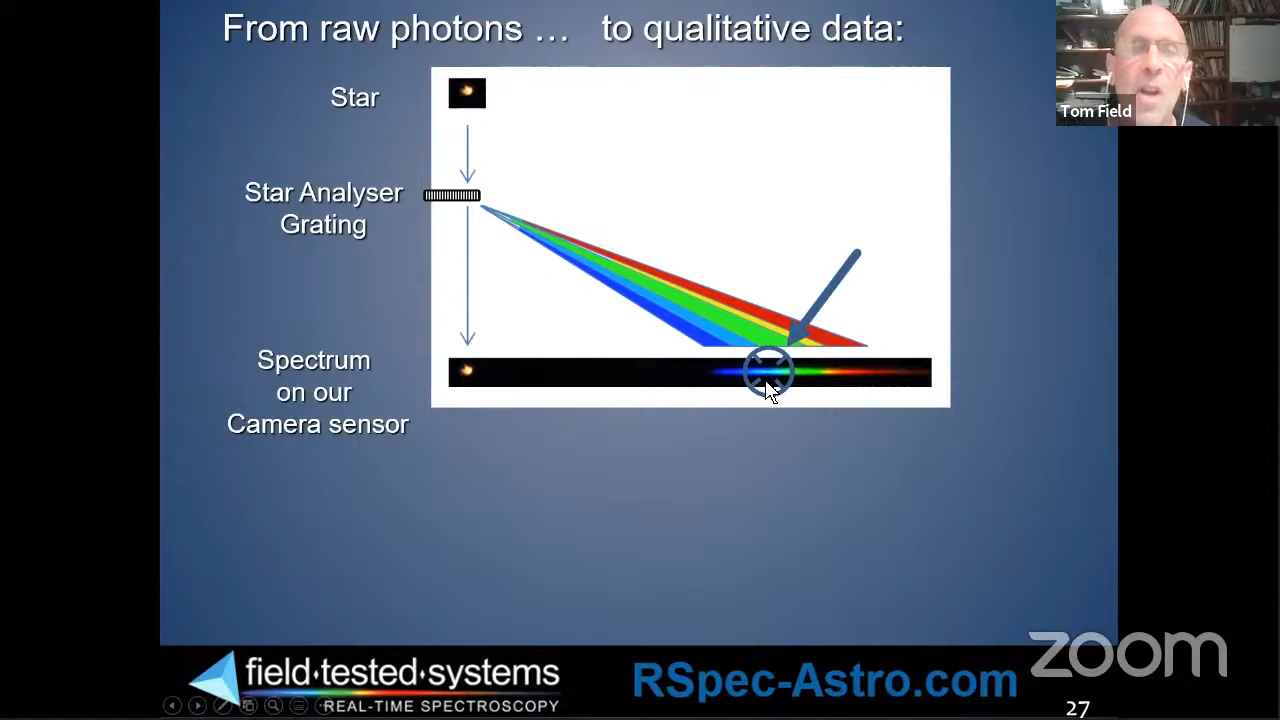 From raw photons … to qualitative data:
Tom Field
Star
Star Analyser
Grating
Spectrum
on our
Camera sensor
field·tested·systems
REAL-TIME SPECTROSCOPY
RSpec-Astro.com
zoom
27